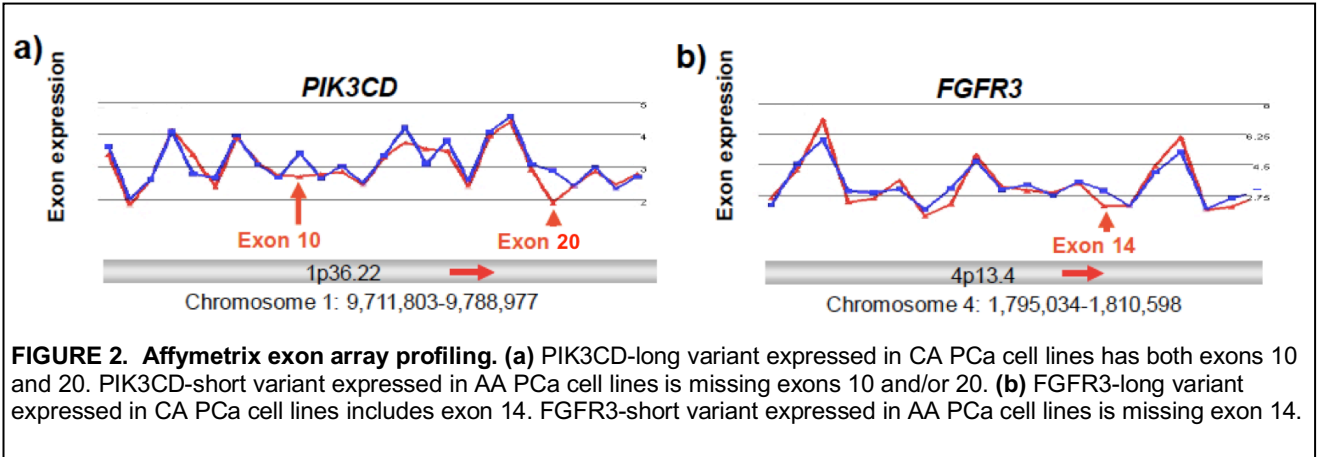 a)
Exon expression
PIK3CD
5
4
3
2
Exon 10
Exon 20
1p36.22
Chromosome 1: 9,711,803-9,788,977
b)
Exon expression
FGFR3
8
6.25
4.5
2.75
Exon 14
4p13.4
Chromosome 4: 1,795,034-1,810,598
FIGURE 2. Affymetrix exon array profiling. (a) PIK3CD-long variant expressed in CA PCa cell lines has both exons 10
and 20. PIK3CD-short variant expressed in AA PCa cell lines is missing exons 10 and/or 20. (b) FGFR3-long variant
expressed in CA PCa cell lines includes exon 14. FGFR3-short variant expressed in AA PCa cell lines is missing exon 14.